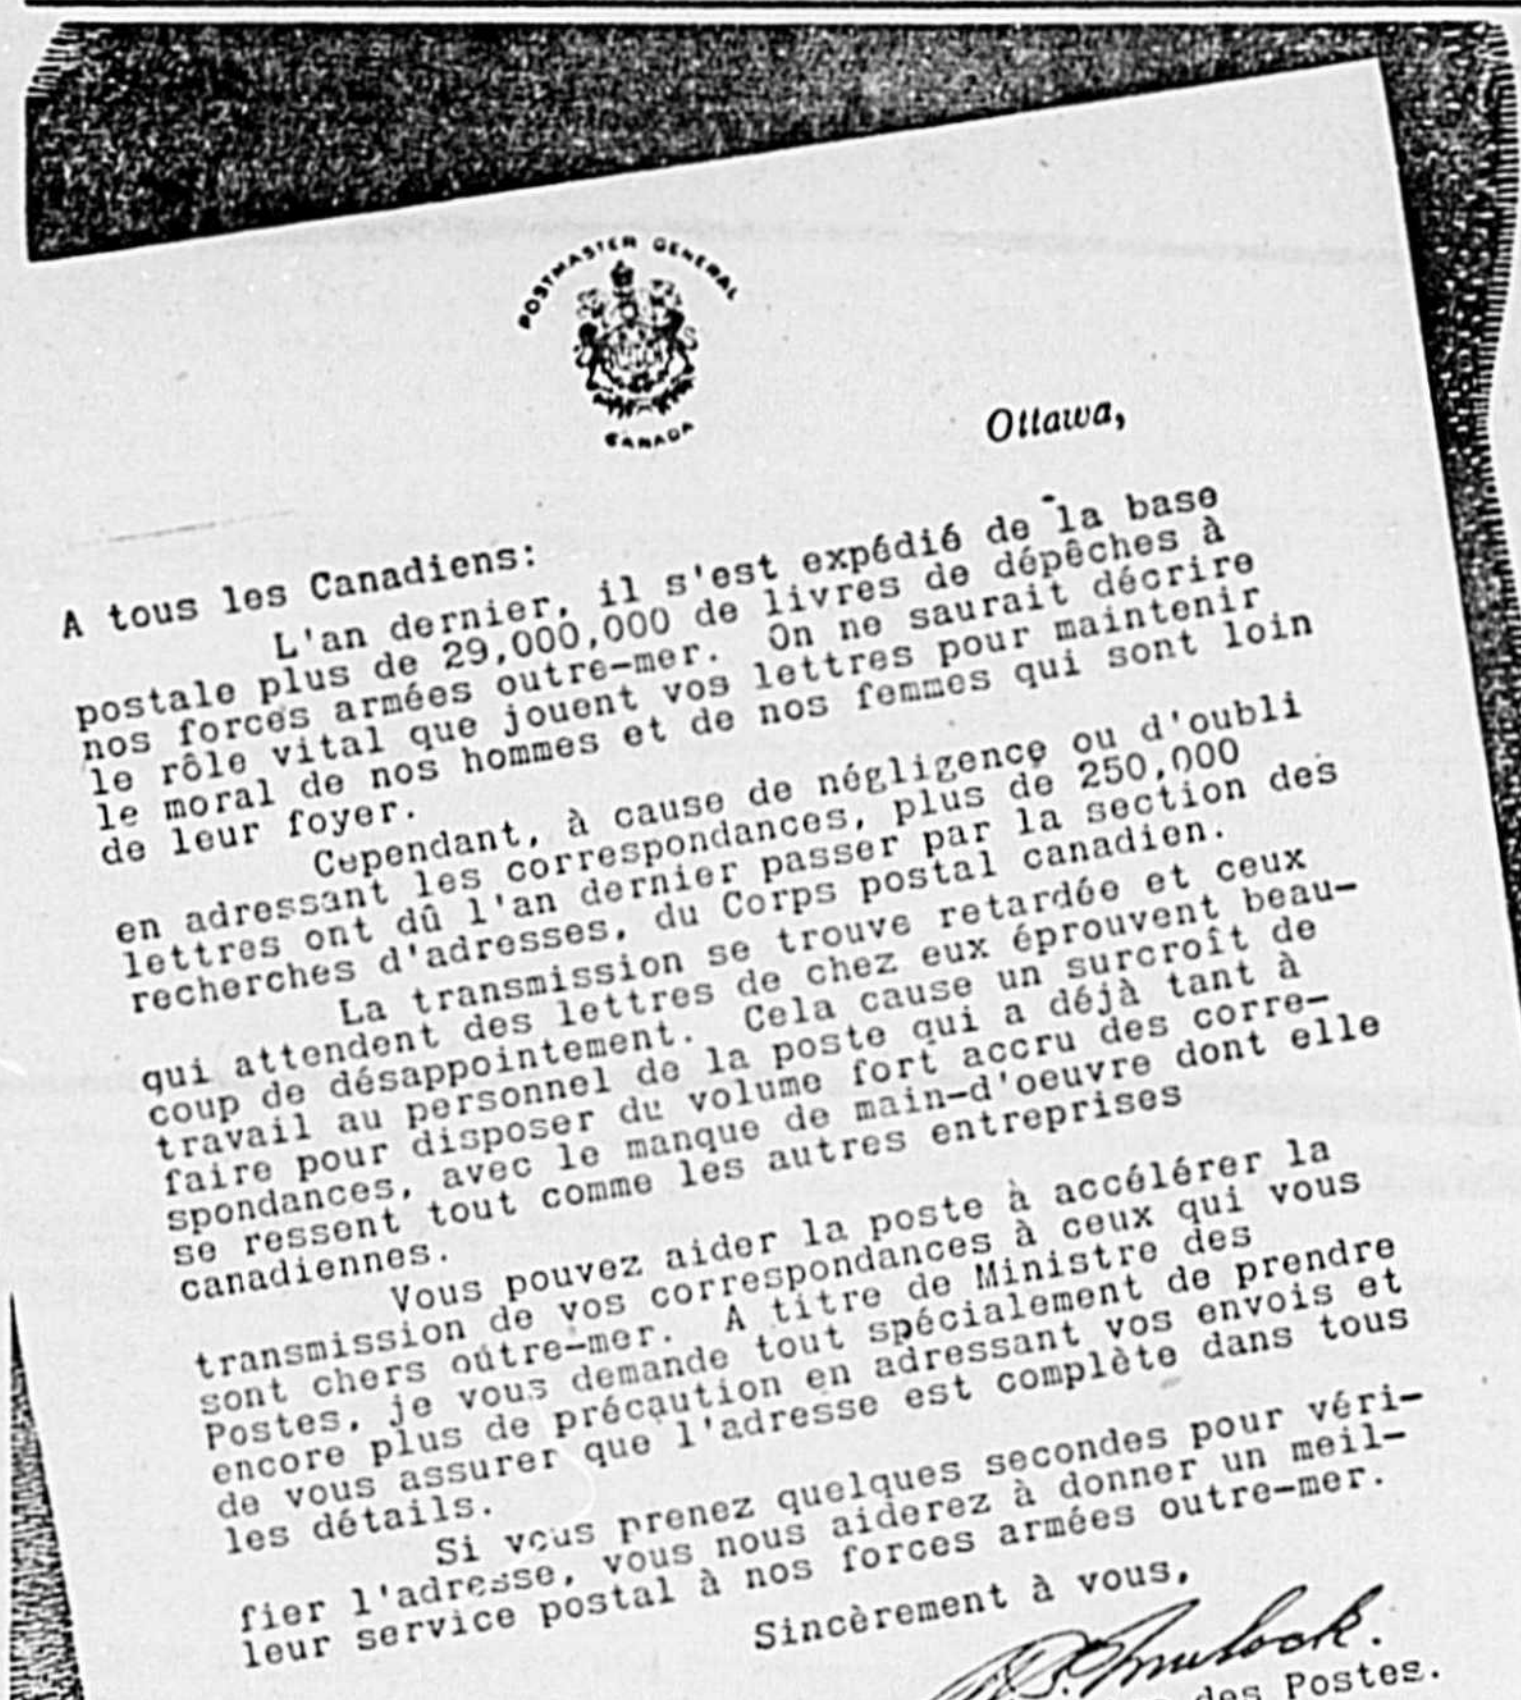 POSTMASTER GENERAL
CANADA
Ottawa,
A tous les Canadiens:
L'an dernier, il s'est expédié de la base
postale plus de 29,000,000 de livres de dépêches à
nos forces armées outre-mer. On ne saurait décrire
le rôle vital que jouent vos lettres pour maintenir
le moral de nos hommes et de nos femmes qui sont loin
de leur foyer.
Cependant, à cause de négligence ou d'oubli
en adressant les correspondances, plus de 250,000
lettres ont dû l'an dernier passer par la section des
recherches d'adresses, du Corps postal canadien.
La transmission se trouve retardée et ceux
qui attendent des lettres de chez eux éprouvent beau-
coup de désappointement. Cela cause un surcroît de
travail au personnel de la poste qui a déjà tant à
faire pour disposer du volume fort accru des corre-
spondances, avec le manque de main-d'oeuvre dont elle
se ressent tout comme les autres entreprises
canadiennes.
Vous pouvez aider la poste à accélérer la
transmission de vos correspondances à ceux qui vous
sont chers outre-mer. A titre de Ministre des
Postes, je vous demande tout spécialement de prendre
encore plus de précaution en adressant vos envois et
de vous assurer que l'adresse est complète dans tous
les détails.
Si vous prenez quelques secondes pour véri-
fier l'adresse, vous nous aiderez à donner un meil-
leur service postal à nos forces armées outre-mer.
Sincèrement à vous,
Mulock.
des Postes.